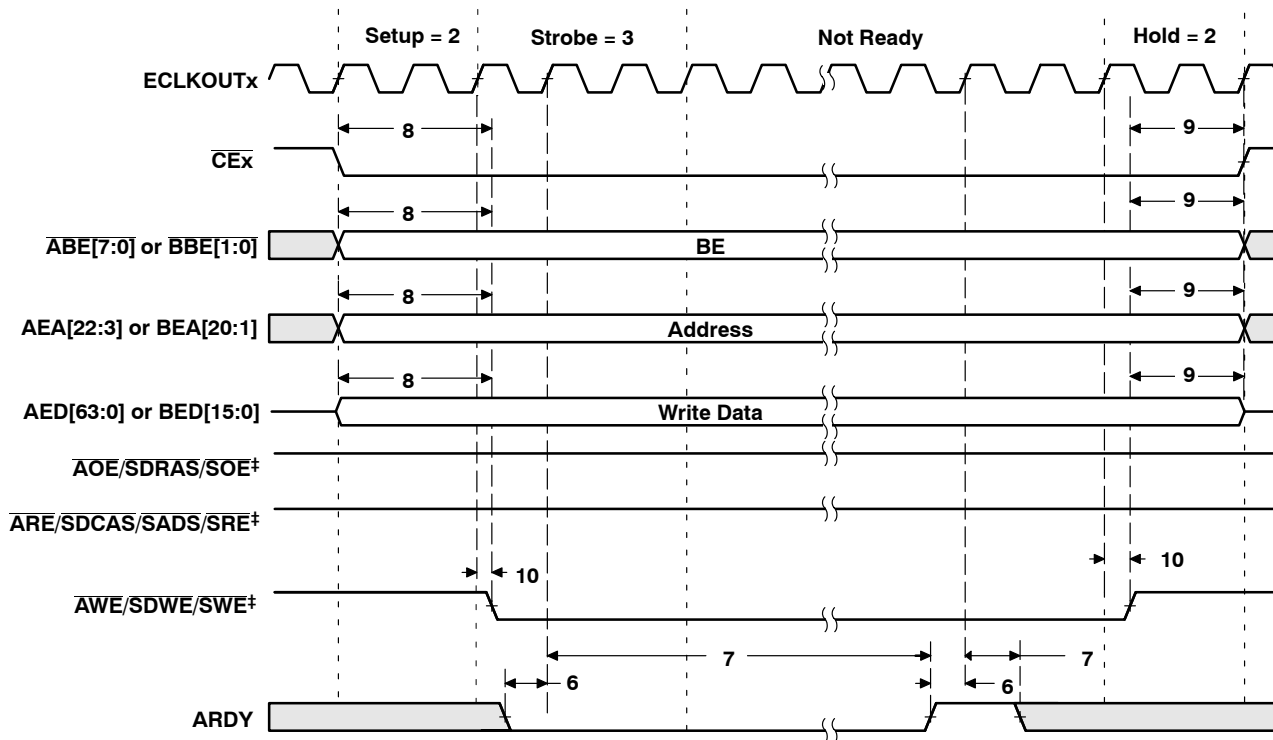 Setup = 2 Strobe = 3 Not Ready Hold = 2
ECLKOUTx
8 9
CEx
8 9
ABE[7:0] or BBE[1:0] BE
8 9
AEA[22:3] or BEA[20:1] Address
8 9
AED[63:0] or BED[15:0] Write Data
AOE/SDRAS/SOE‡
ARE/SDCAS/SADS/SRE‡
10 10
AWE/SDWE/SWE‡
7 7
6 6
ARDY